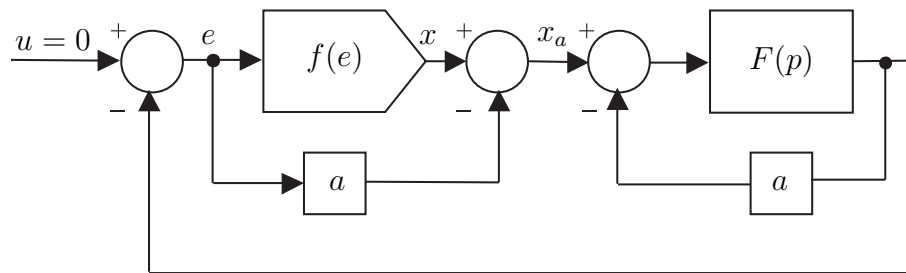 u = 0
+
−
e
f(e)
x
+
−
x_a
+
−
F(p)
a
a